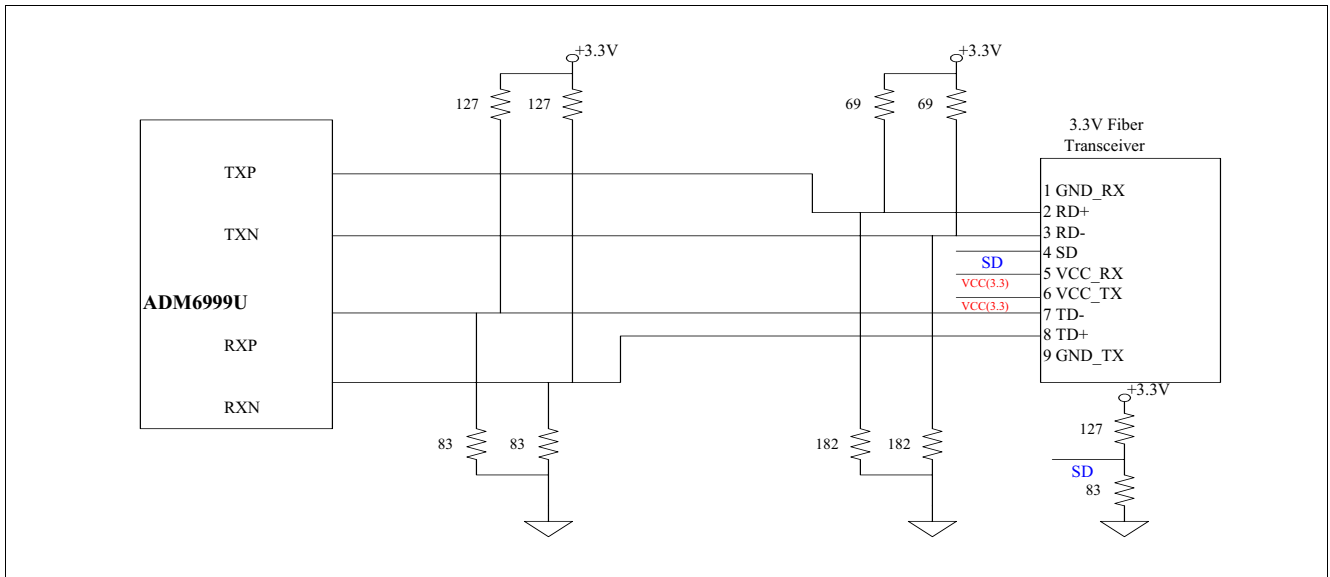 +3.3V
+3.3V
127
127
69
69
3.3V Fiber
Transceiver
TXP
TXN
ADM6999U
RXP
RXN
1 GND_RX
2 RD+
3 RD-
4 SD
5 VCC_RX
6 VCC_TX
7 TD-
8 TD+
9 GND_TX
SD
VCC(3.3)
VCC(3.3)
83
83
182
182
+3.3V
127
SD
83